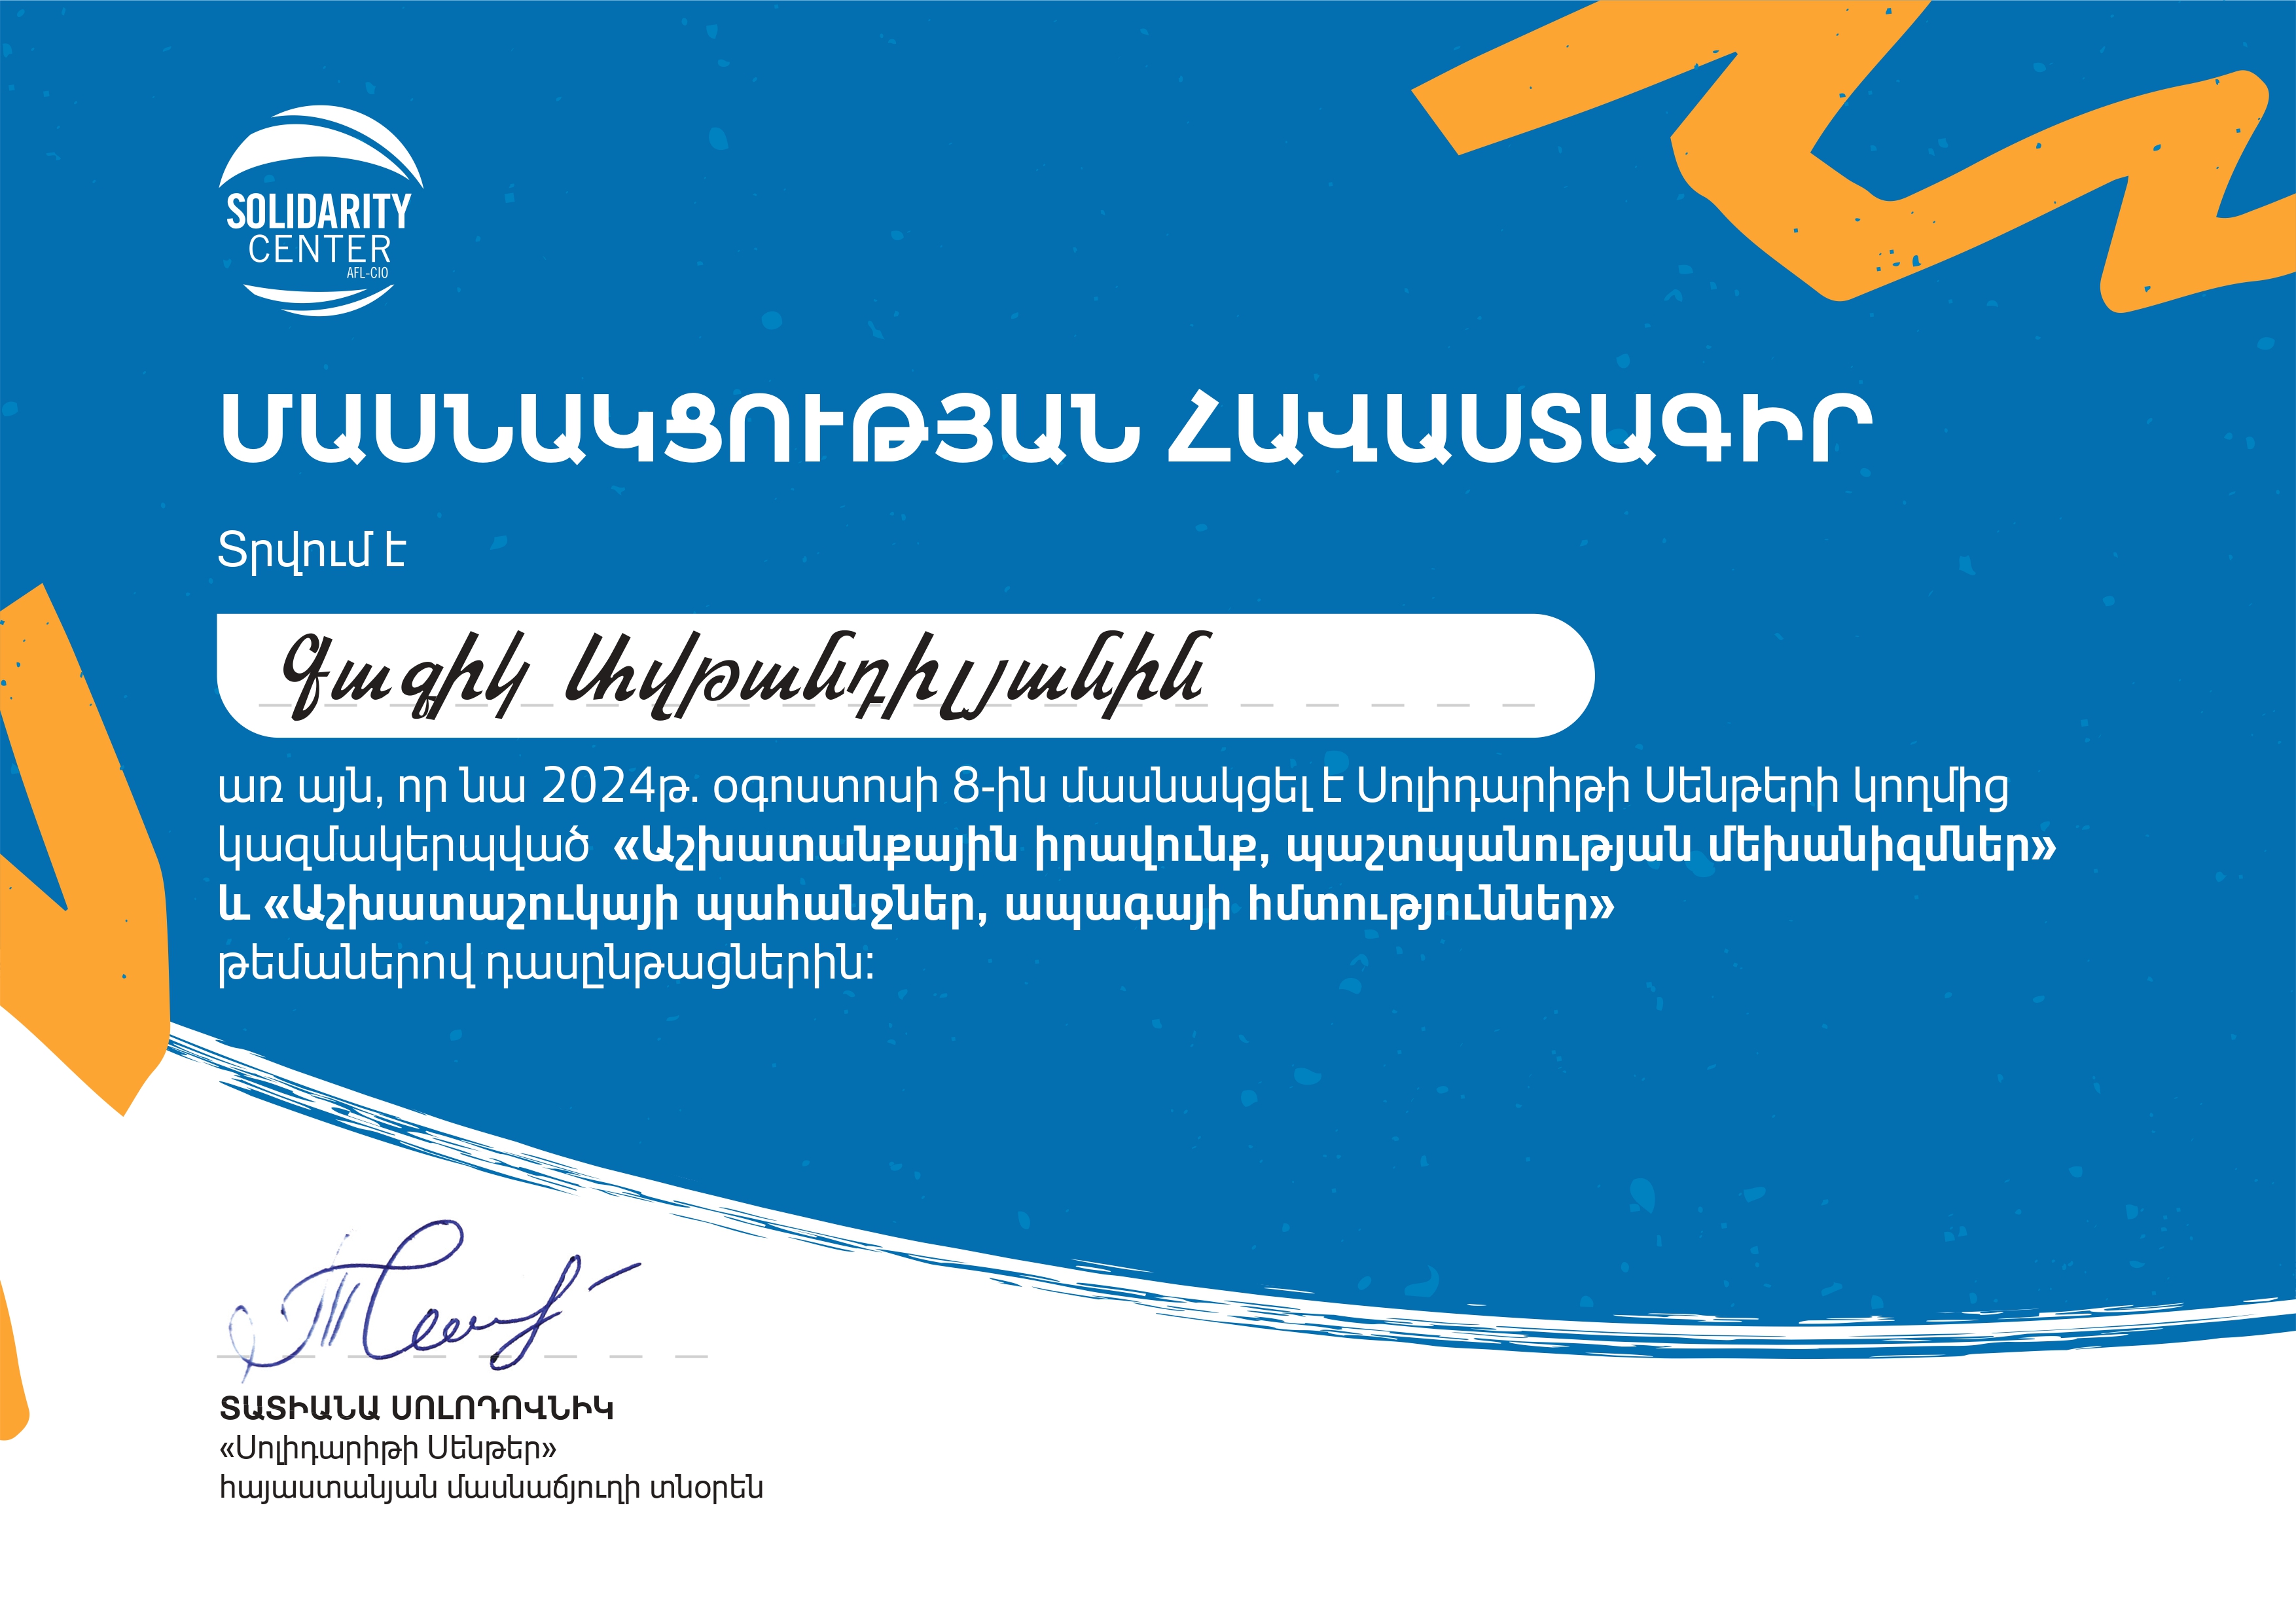 SOLIDARITY
CENTER
AFL-CIO
ՄԱՍՆԱԿՑՈՒԹՅԱՆ ՀԱՎԱՍՏԱԳԻՐ
Տրվում է
Գագիկ Ավթանդիլյանին
առ այն, որ նա 2024թ. օգոստոսի 8-ին մասնակցել է Սոլիդարիթի Սենթերի կողմից
կազմակերպված «Աշխատանքային իրավունք, պաշտպանության մեխանիզմներ»
և «Աշխատաշուկայի պահանջներ, ապագայի հմտություններ»
թեմաներով դասընթացներին:
ՏԱՏԻԱՆԱ ՍՈԼՈԴՈՎՆԻԿ
«Սոլիդարիթի Սենթեր»
հայաստանյան մասնաճյուղի տնօրեն